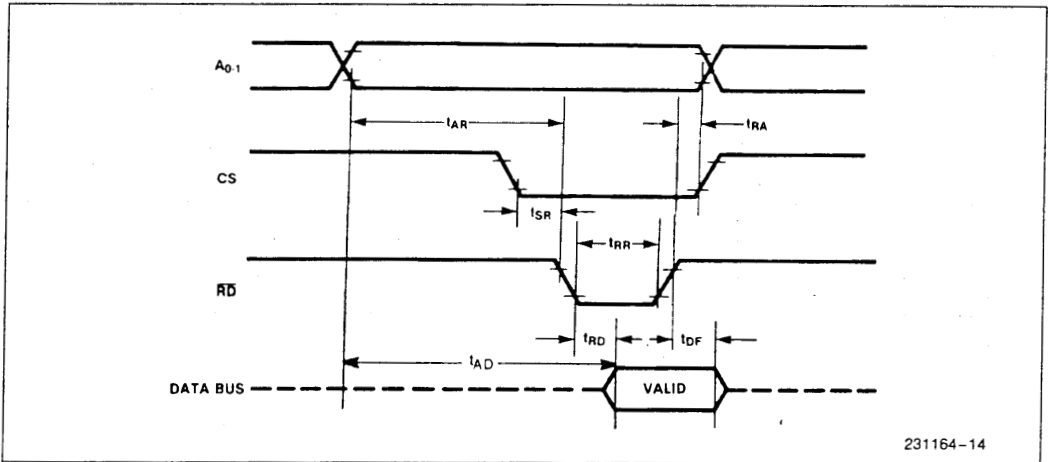 A0-1
tAR
tRA
CS
tSR
tRR
RD
tRD
tDF
tAD
DATA BUS
VALID
231164-14